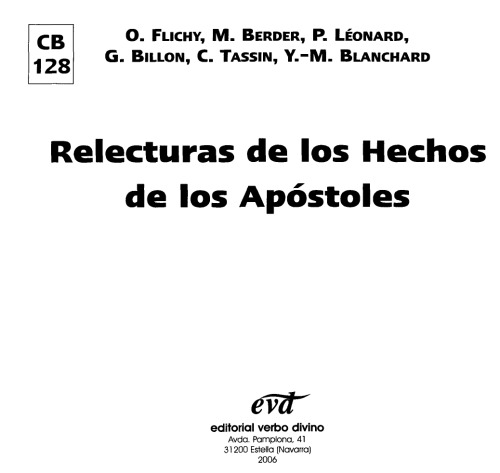 CB
128
O. FLICHY, M. BERDER, P. LÉONARD,
G. BILLON, C. TASSIN, Y.-M. BLANCHARD
Relecturas de los Hechos
de los Apóstoles
evd
editorial verbo divino
Avda. Pamplona, 41
31200 Estella (Navarra)
2006